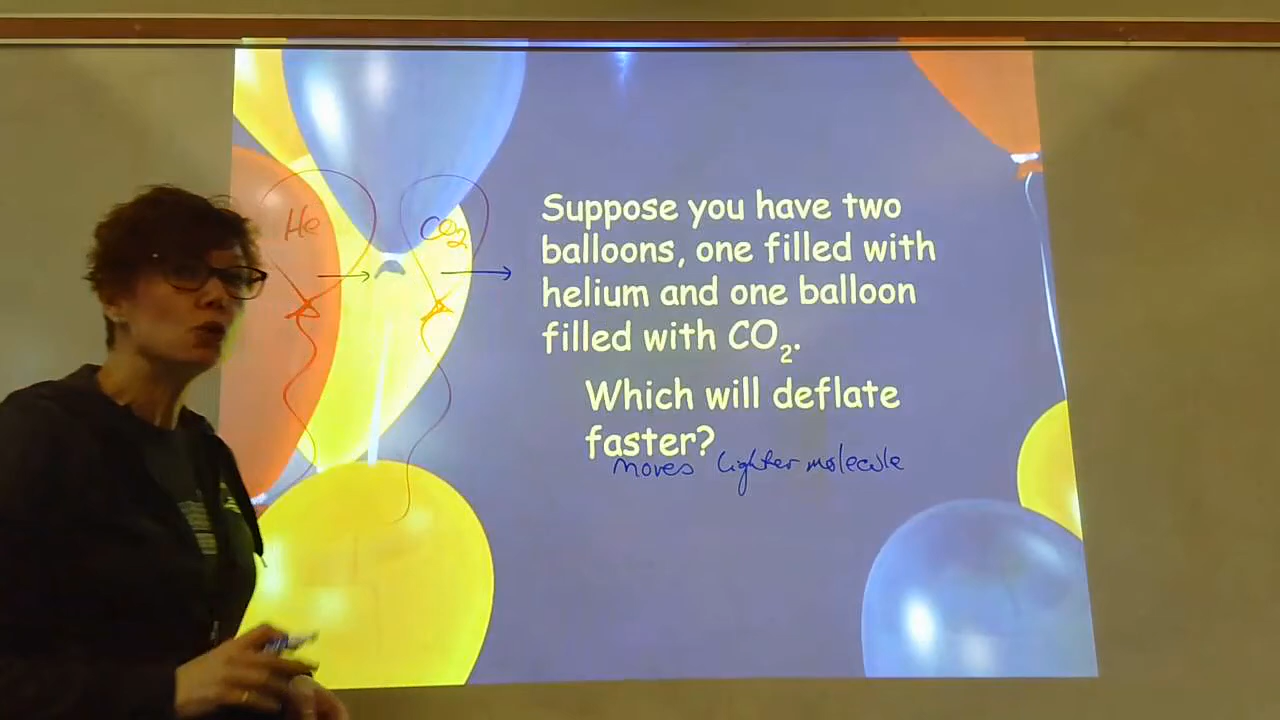 He
CO2
Suppose you have two
balloons, one filled with
helium and one balloon
filled with CO2.
Which will deflate
faster?
moves lighter molecule